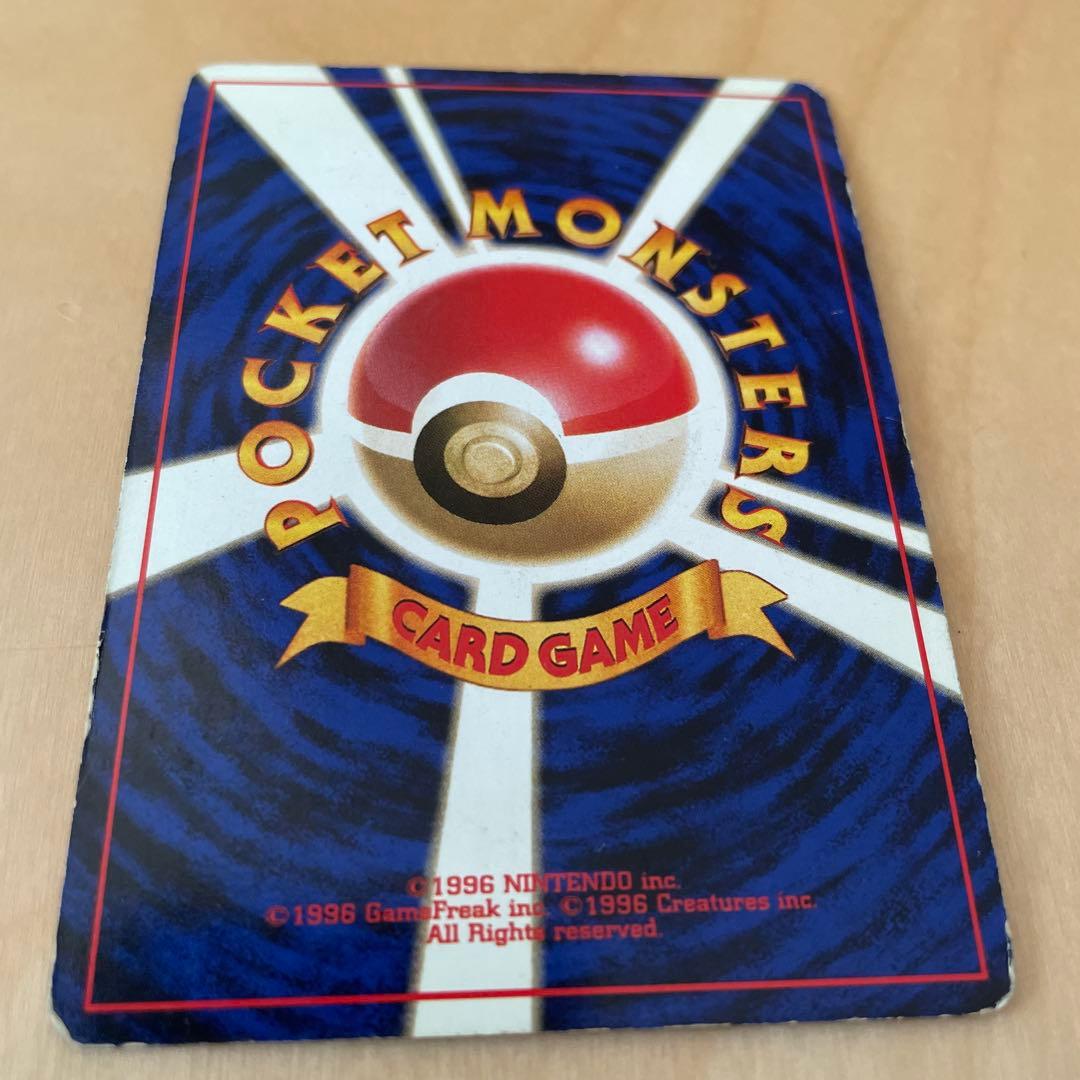 POCKET MONSTERS
CARD GAME
©1996 NINTENDO inc.
©1996 GameFreak inc. ©1996 Creatures inc.
All Rights reserved.